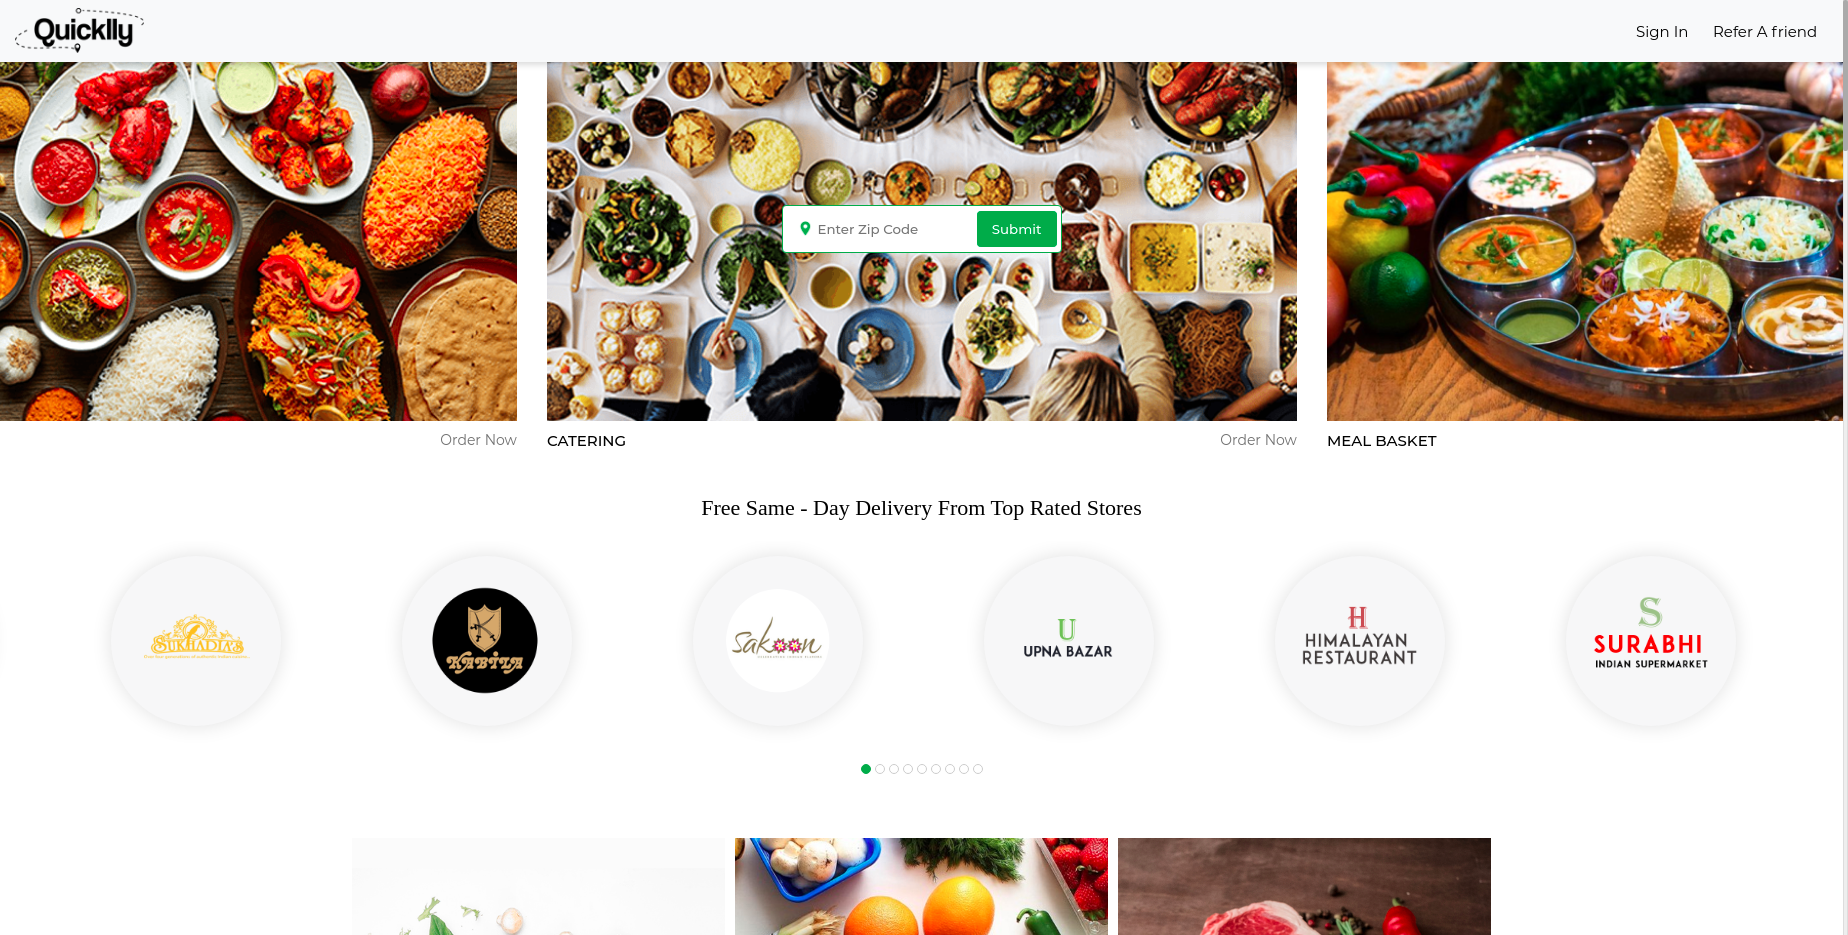 Quicklly
Sign In
Refer A friend
Enter Zip Code
Submit
Order Now
CATERING
Order Now
MEAL BASKET
Free Same - Day Delivery From Top Rated Stores
SUKHADIA'S
KABILA
sakoon
U
UPNA BAZAR
H
HIMALAYAN
RESTAURANT
S
SURABHI
INDIAN SUPERMARKET